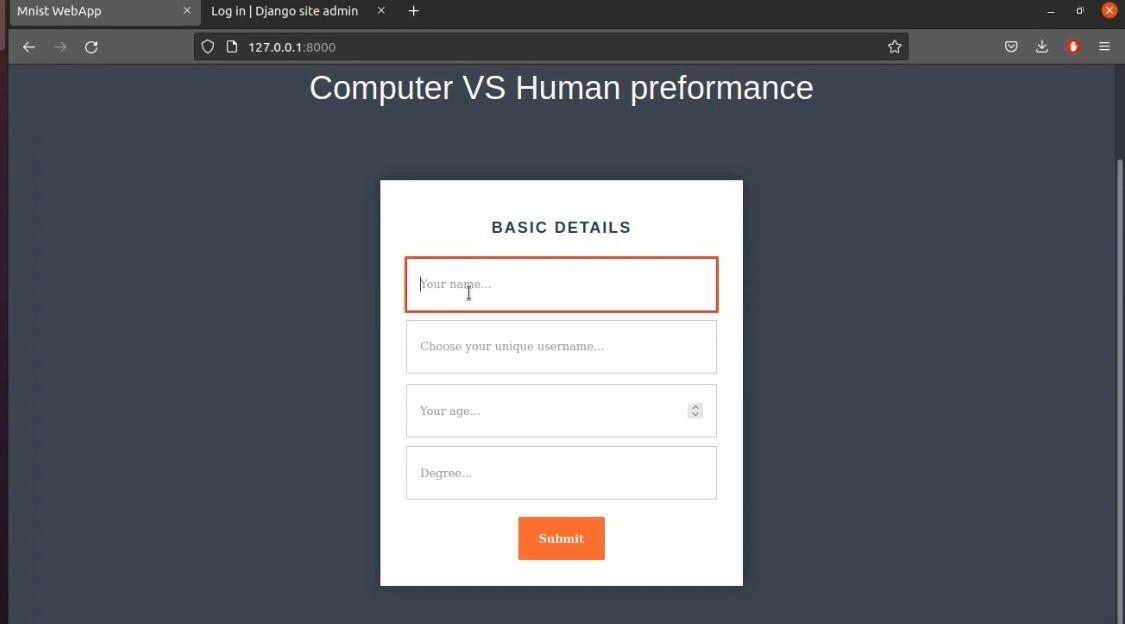 Mnist WebApp
Log in | Django site admin
127.0.0.1:8000
Computer VS Human preformance
BASIC DETAILS
Your name...
Choose your unique username...
Your age...
Degree...
Submit